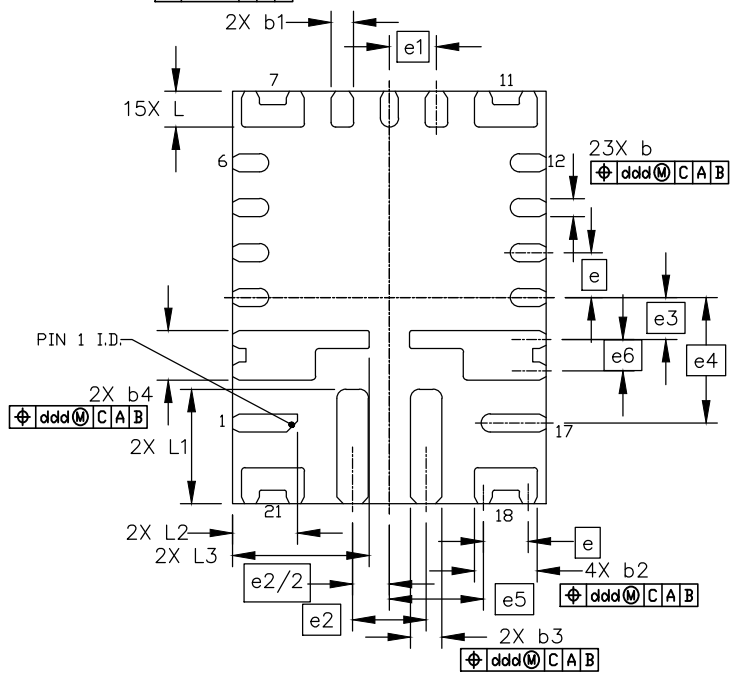 2X b1
e1
7
11
15X L
23X b
⌖ ddd Ⓜ C A B
6
12
e
e3
PIN 1 I.D.
e6
e4
2X b4
⌖ ddd Ⓜ C A B
1
17
2X L1
21
18
2X L2
e
2X L3
4X b2
e2/2
e5
⌖ ddd Ⓜ C A B
e2
2X b3
⌖ ddd Ⓜ C A B